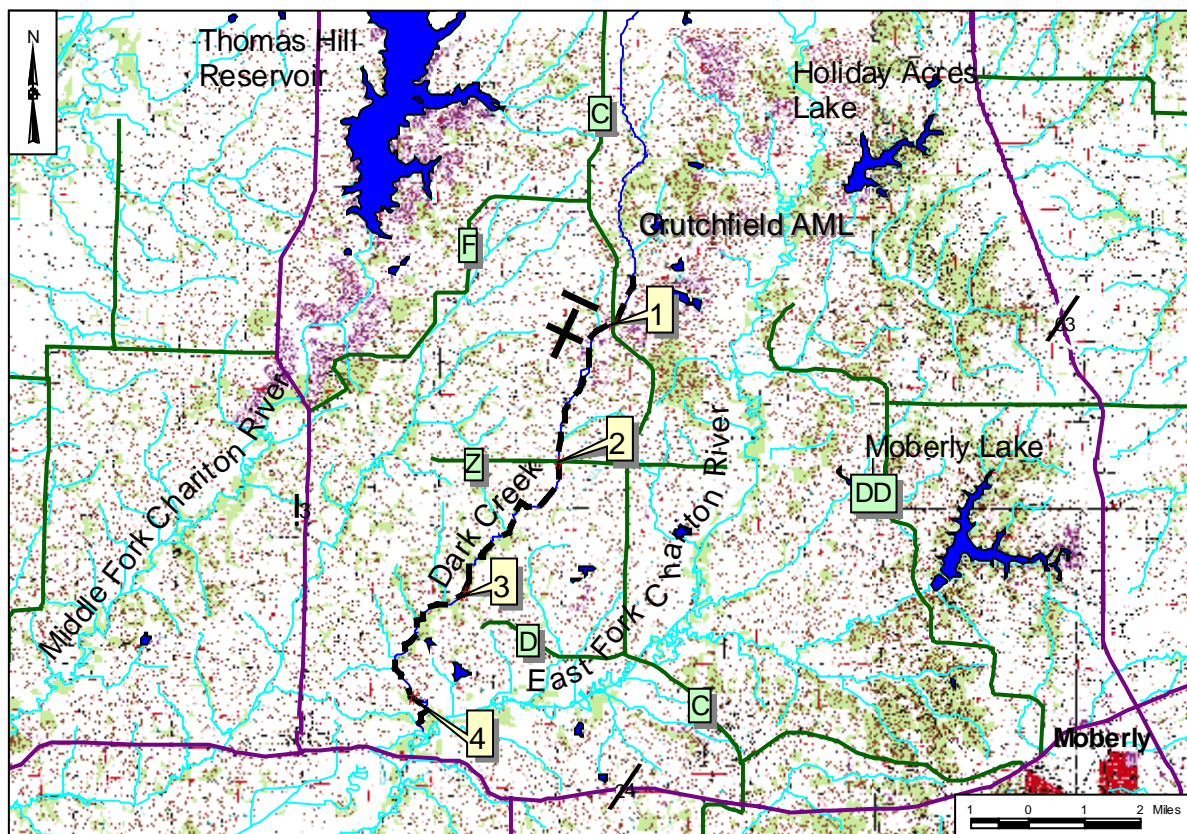 N
Thomas Hill
Reservoir
Holiday Acres
Lake
C
Crutchfield AML
F
1
63
Middle Fork Chariton River
2
Moberly Lake
Z
DD
Dark Creek
East Fork Chariton River
3
D
C
4
Moberly
24
1 0 1 2 Miles